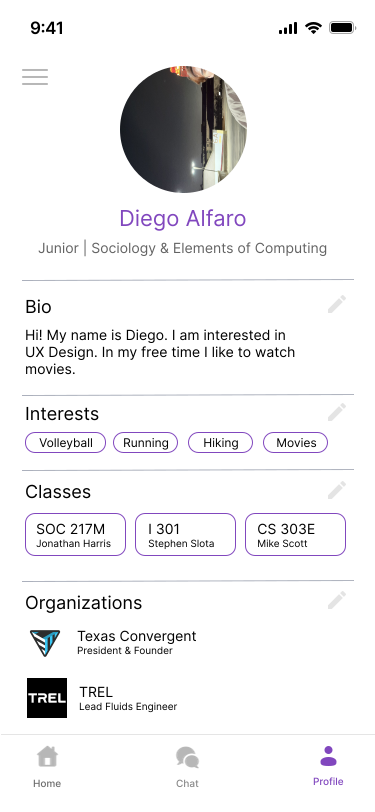 9:41
Diego Alfaro
Junior | Sociology & Elements of Computing
Bio
Hi! My name is Diego. I am interested in
UX Design. In my free time I like to watch
movies.
Interests
Volleyball Running Hiking Movies
Classes
SOC 217M I 301 CS 303E
Jonathan Harris Stephen Slota Mike Scott
Organizations
Texas Convergent
President & Founder
TREL
TREL
Lead Fluids Engineer
Home Chat Profile